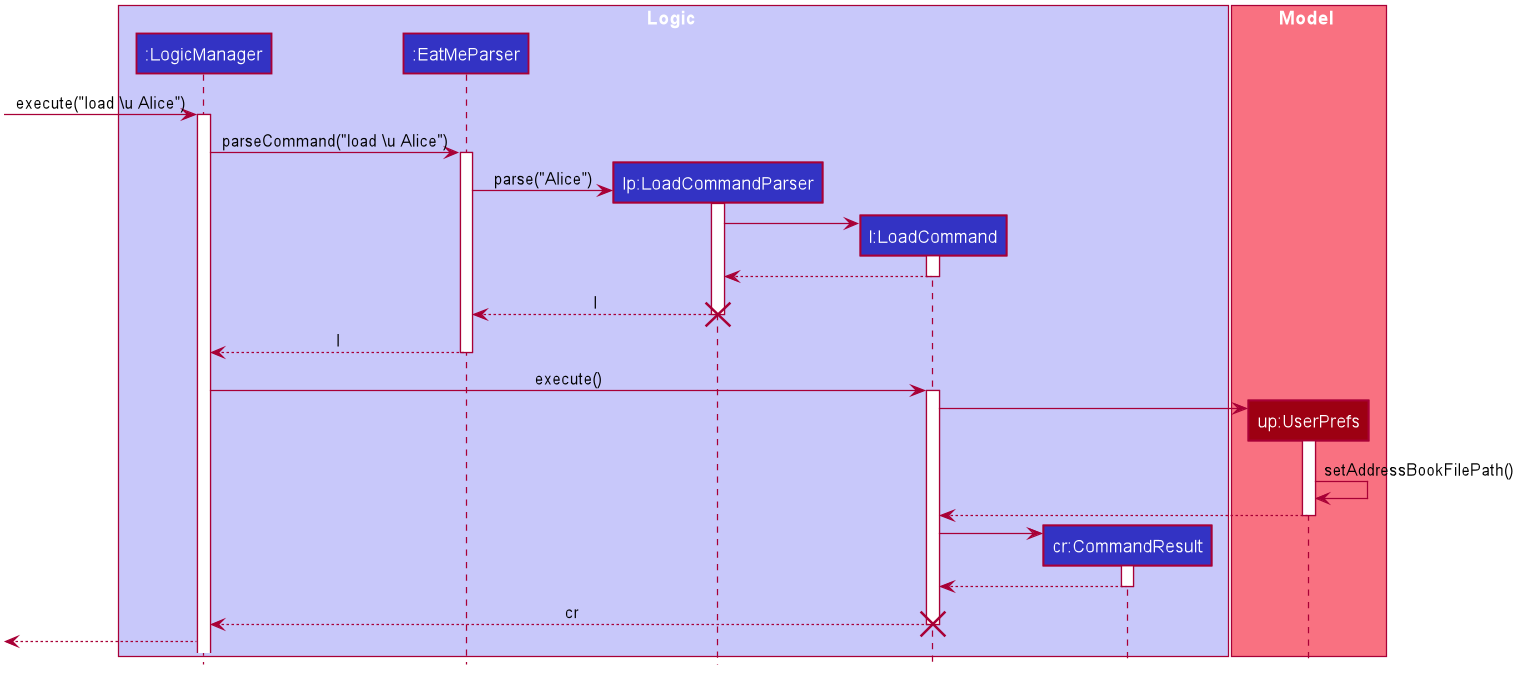 Logic
Model
:LogicManager
:EatMeParser
execute("load \u Alice")
parseCommand("load \u Alice")
parse("Alice")
lp:LoadCommandParser
l:LoadCommand
l
l
execute()
up:UserPrefs
setAddressBookFilePath()
cr:CommandResult
cr